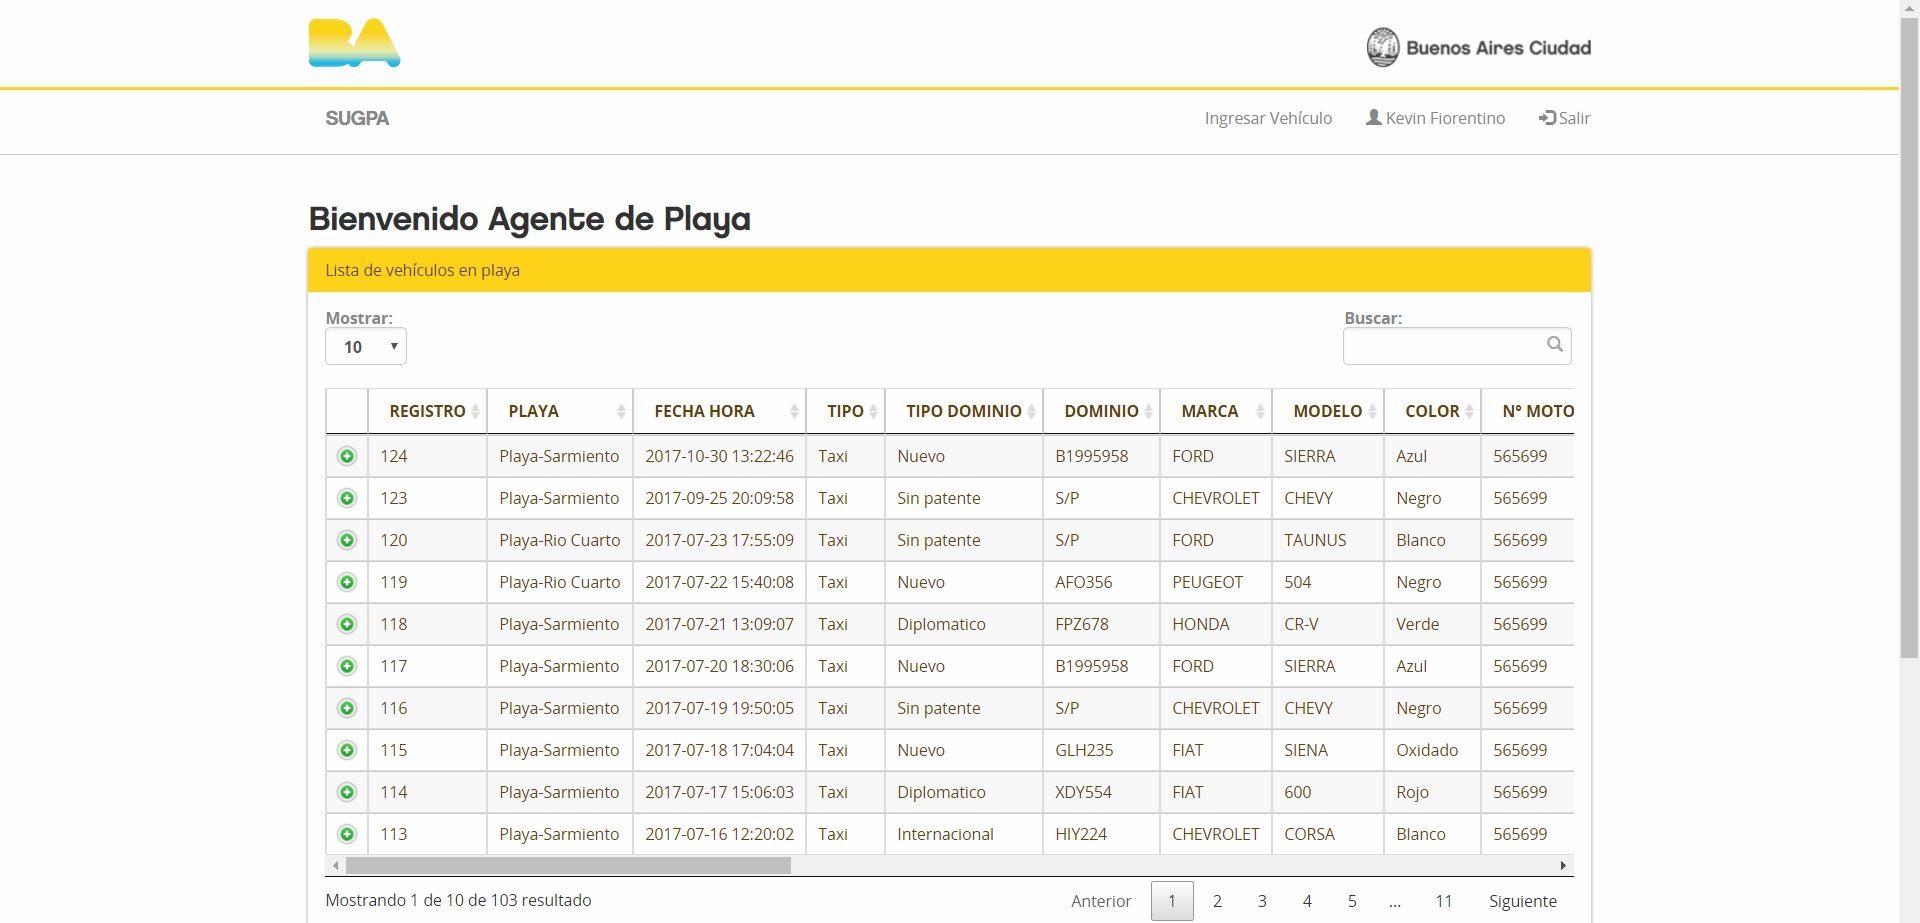 BA
Buenos Aires Ciudad
SUGPA Ingresar Vehículo Kevin Fiorentino Salir
Bienvenido Agente de Playa
Lista de vehículos en playa
Mostrar: Buscar:
10
REGISTRO PLAYA FECHA HORA TIPO TIPO DOMINIO DOMINIO MARCA MODELO COLOR N° MOTO
124 Playa-Sarmiento 2017-10-30 13:22:46 Taxi Nuevo B1995958 FORD SIERRA Azul 565699
123 Playa-Sarmiento 2017-09-25 20:09:58 Taxi Sin patente S/P CHEVROLET CHEVY Negro 565699
120 Playa-Rio Cuarto 2017-07-23 17:55:09 Taxi Sin patente S/P FORD TAUNUS Blanco 565699
119 Playa-Rio Cuarto 2017-07-22 15:40:08 Taxi Nuevo AFO356 PEUGEOT 504 Negro 565699
118 Playa-Sarmiento 2017-07-21 13:09:07 Taxi Diplomatico FPZ678 HONDA CR-V Verde 565699
117 Playa-Sarmiento 2017-07-20 18:30:06 Taxi Nuevo B1995958 FORD SIERRA Azul 565699
116 Playa-Sarmiento 2017-07-19 19:50:05 Taxi Sin patente S/P CHEVROLET CHEVY Negro 565699
115 Playa-Sarmiento 2017-07-18 17:04:04 Taxi Nuevo GLH235 FIAT SIENA Oxidado 565699
114 Playa-Sarmiento 2017-07-17 15:06:03 Taxi Diplomatico XDY554 FIAT 600 Rojo 565699
113 Playa-Sarmiento 2017-07-16 12:20:02 Taxi Internacional HIY224 CHEVROLET CORSA Blanco 565699
Mostrando 1 de 10 de 103 resultado Anterior 1 2 3 4 5 ... 11 Siguiente